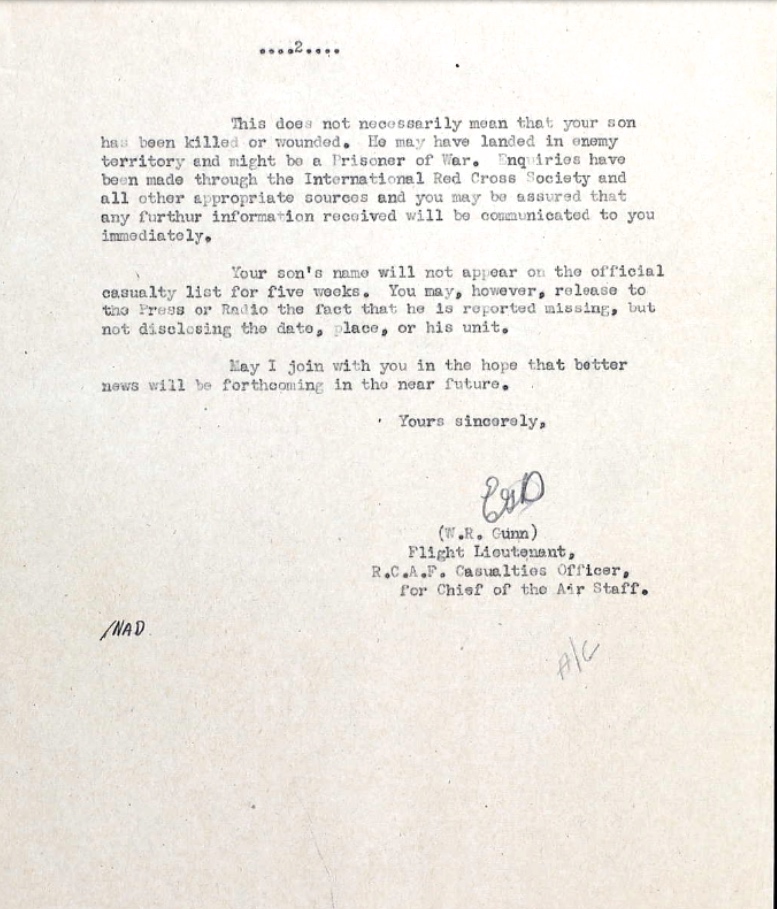 ....2....
This does not necessarily mean that your son
has been killed or wounded. He may have landed in enemy
territory and might be a Prisoner of War. Enquiries have
been made through the International Red Cross Society and
all other appropriate sources and you may be assured that
any furthur information received will be communicated to you
immediately.
Your son's name will not appear on the official
casualty list for five weeks. You may, however, release to
the Press or Radio the fact that he is reported missing, but
not disclosing the date, place, or his unit.
May I join with you in the hope that better
news will be forthcoming in the near future.
Yours sincerely,
(W.R. Gunn)
Flight Lieutenant,
R.C.A.F. Casualties Officer,
for Chief of the Air Staff.
/NAD